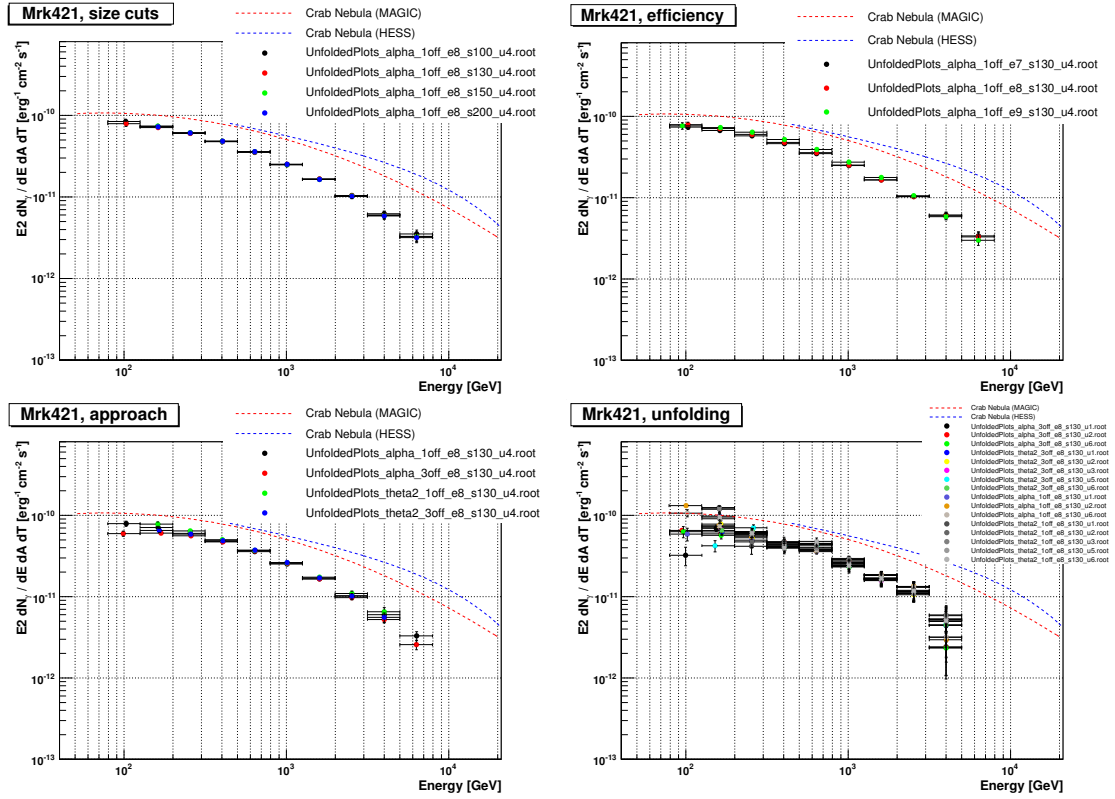 Mrk421, size cuts
Crab Nebula (MAGIC)
Crab Nebula (HESS)
UnfoldedPlots_alpha_1off_e8_s100_u4.root
UnfoldedPlots_alpha_1off_e8_s130_u4.root
UnfoldedPlots_alpha_1off_e8_s150_u4.root
UnfoldedPlots_alpha_1off_e8_s200_u4.root
E2 dNγ / dE dA dT [erg-1 cm-2 s-1]
10-10
10-11
10-12
10-13
10²
10³
10⁴
Energy [GeV]
Mrk421, efficiency
Crab Nebula (MAGIC)
Crab Nebula (HESS)
UnfoldedPlots_alpha_1off_e7_s130_u4.root
UnfoldedPlots_alpha_1off_e8_s130_u4.root
UnfoldedPlots_alpha_1off_e9_s130_u4.root
E2 dNγ / dE dA dT [erg-1 cm-2 s-1]
10-10
10-11
10-12
10-13
10²
10³
10⁴
Energy [GeV]
Mrk421, approach
Crab Nebula (MAGIC)
Crab Nebula (HESS)
UnfoldedPlots_alpha_1off_e8_s130_u4.root
UnfoldedPlots_alpha_3off_e8_s130_u4.root
UnfoldedPlots_theta2_1off_e8_s130_u4.root
UnfoldedPlots_theta2_3off_e8_s130_u4.root
E2 dNγ / dE dA dT [erg-1 cm-2 s-1]
10-10
10-11
10-12
10-13
10²
10³
10⁴
Energy [GeV]
Mrk421, unfolding
Crab Nebula (MAGIC)
Crab Nebula (HESS)
UnfoldedPlots_alpha_3off_e8_s130_u1.root
UnfoldedPlots_alpha_3off_e8_s130_u2.root
UnfoldedPlots_alpha_3off_e8_s130_u6.root
UnfoldedPlots_theta2_3off_e8_s130_u1.root
UnfoldedPlots_theta2_3off_e8_s130_u2.root
UnfoldedPlots_theta2_3off_e8_s130_u3.root
UnfoldedPlots_theta2_3off_e8_s130_u5.root
UnfoldedPlots_theta2_3off_e8_s130_u6.root
UnfoldedPlots_alpha_1off_e8_s130_u1.root
UnfoldedPlots_alpha_1off_e8_s130_u2.root
UnfoldedPlots_alpha_1off_e8_s130_u6.root
UnfoldedPlots_theta2_1off_e8_s130_u1.root
UnfoldedPlots_theta2_1off_e8_s130_u2.root
UnfoldedPlots_theta2_1off_e8_s130_u3.root
UnfoldedPlots_theta2_1off_e8_s130_u5.root
UnfoldedPlots_theta2_1off_e8_s130_u6.root
E2 dNγ / dE dA dT [erg-1 cm-2 s-1]
10-10
10-11
10-12
10-13
10²
10³
10⁴
Energy [GeV]